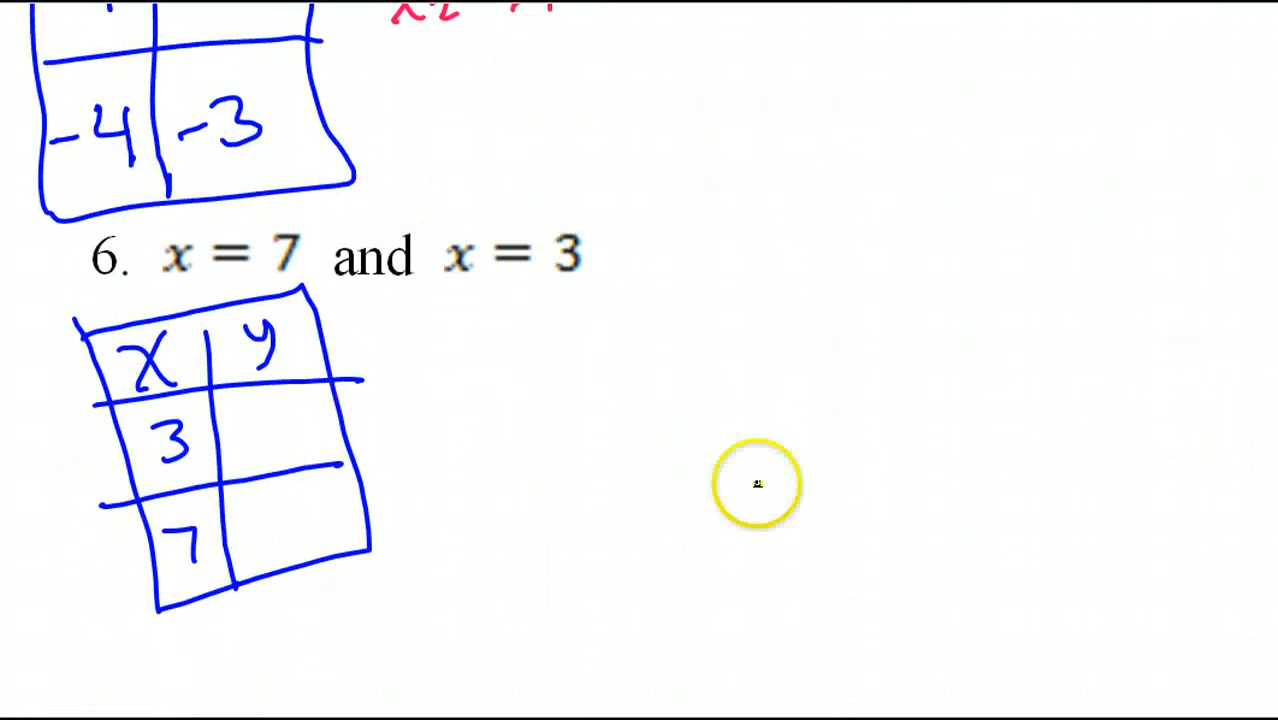 -4 -3
6. x = 7 and x = 3
x y
3
7